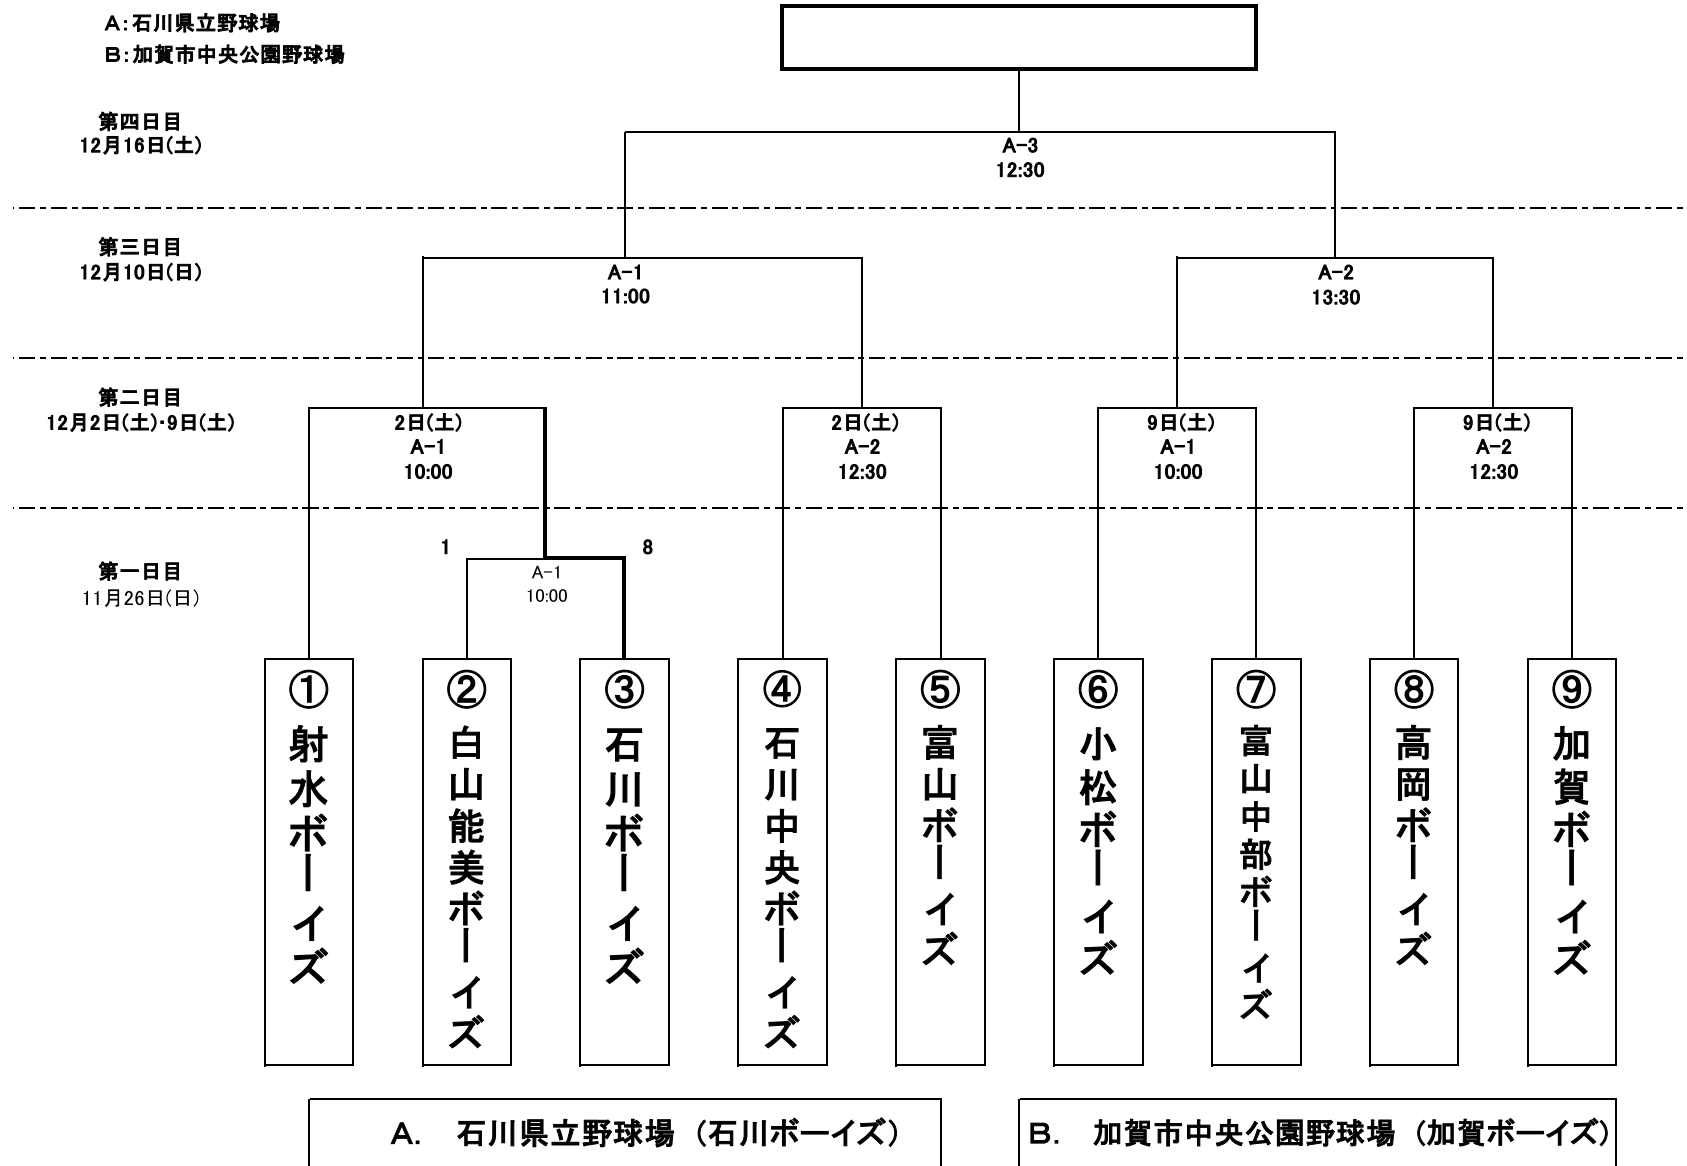 A:石川県立野球場
B:加賀市中央公園野球場
第四日目
12月16日(土)
A-3
12:30
第三日目
12月10日(日)
A-1
11:00
A-2
13:30
第二日目
12月2日(土)・9日(土)
2日(土)
A-1
10:00
2日(土)
A-2
12:30
9日(土)
A-1
10:00
9日(土)
A-2
12:30
第一日目
11月26日(日)
1
8
A-1
10:00
①射水ボーイズ
②白山能美ボーイズ
③石川ボーイズ
④石川中央ボーイズ
⑤富山ボーイズ
⑥小松ボーイズ
⑦富山中部ボーイズ
⑧高岡ボーイズ
⑨加賀ボーイズ
A. 石川県立野球場 (石川ボーイズ)
B. 加賀市中央公園野球場 (加賀ボーイズ)